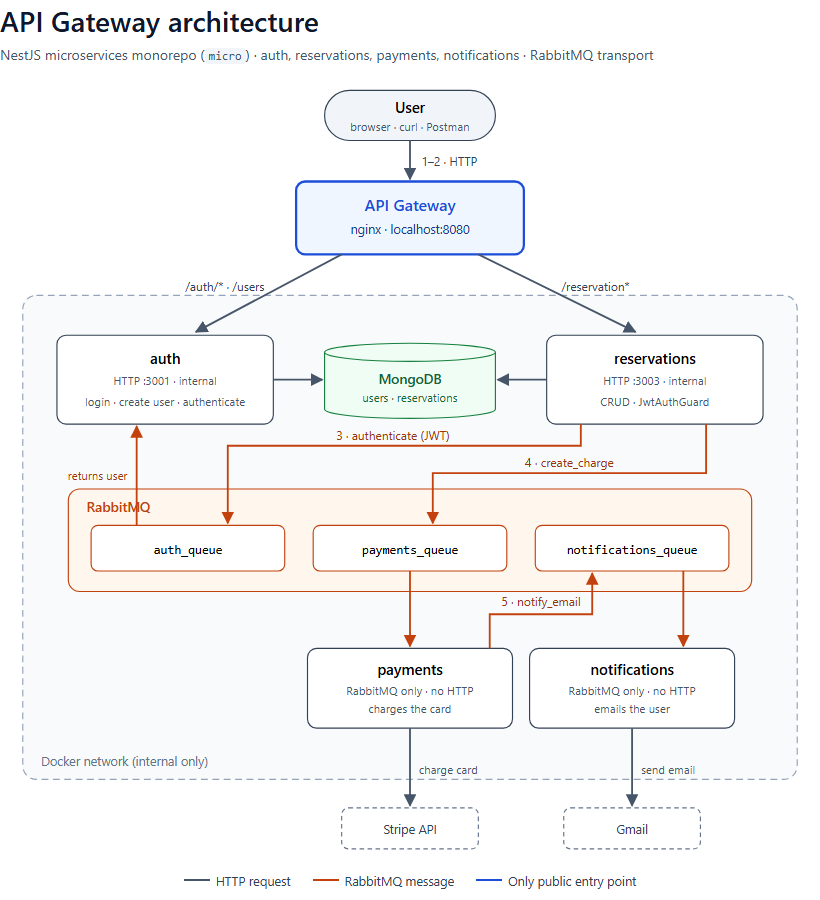 API Gateway architecture
NestJS microservices monorepo ( micro ) · auth, reservations, payments, notifications · RabbitMQ transport
User
browser · curl · Postman
1–2 · HTTP
API Gateway
nginx · localhost:8080
/auth/* · /users
/reservation*
auth
HTTP :3001 · internal
login · create user · authenticate
MongoDB
users · reservations
reservations
HTTP :3003 · internal
CRUD · JwtAuthGuard
3 · authenticate (JWT)
4 · create_charge
returns user
RabbitMQ
auth_queue
payments_queue
notifications_queue
5 · notify_email
payments
RabbitMQ only · no HTTP
charges the card
notifications
RabbitMQ only · no HTTP
emails the user
Docker network (internal only)
charge card
send email
Stripe API
Gmail
HTTP request
RabbitMQ message
Only public entry point